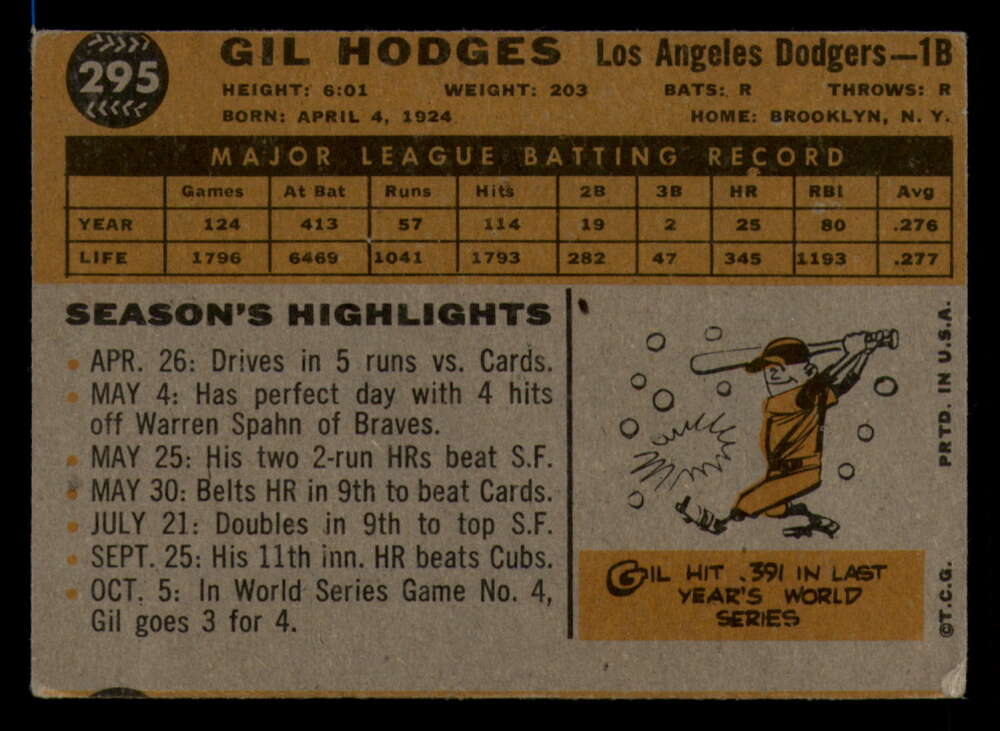 295
GIL HODGES Los Angeles Dodgers—1B
HEIGHT: 6:01 WEIGHT: 203 BATS: R THROWS: R
BORN: APRIL 4, 1924 HOME: BROOKLYN, N. Y.
MAJOR LEAGUE BATTING RECORD
Games At Bat Runs Hits 2B 3B HR RBI Avg
YEAR 124 413 57 114 19 2 25 80 .276
LIFE 1796 6469 1041 1793 282 47 345 1193 .277
SEASON'S HIGHLIGHTS
• APR. 26: Drives in 5 runs vs. Cards.
• MAY 4: Has perfect day with 4 hits
off Warren Spahn of Braves.
• MAY 25: His two 2-run HRs beat S.F.
• MAY 30: Belts HR in 9th to beat Cards.
• JULY 21: Doubles in 9th to top S.F.
• SEPT. 25: His 11th inn. HR beats Cubs.
• OCT. 5: In World Series Game No. 4,
Gil goes 3 for 4.
GIL HIT .391 IN LAST
YEAR'S WORLD
SERIES
PRTD. IN U.S.A.
©T.C.G.